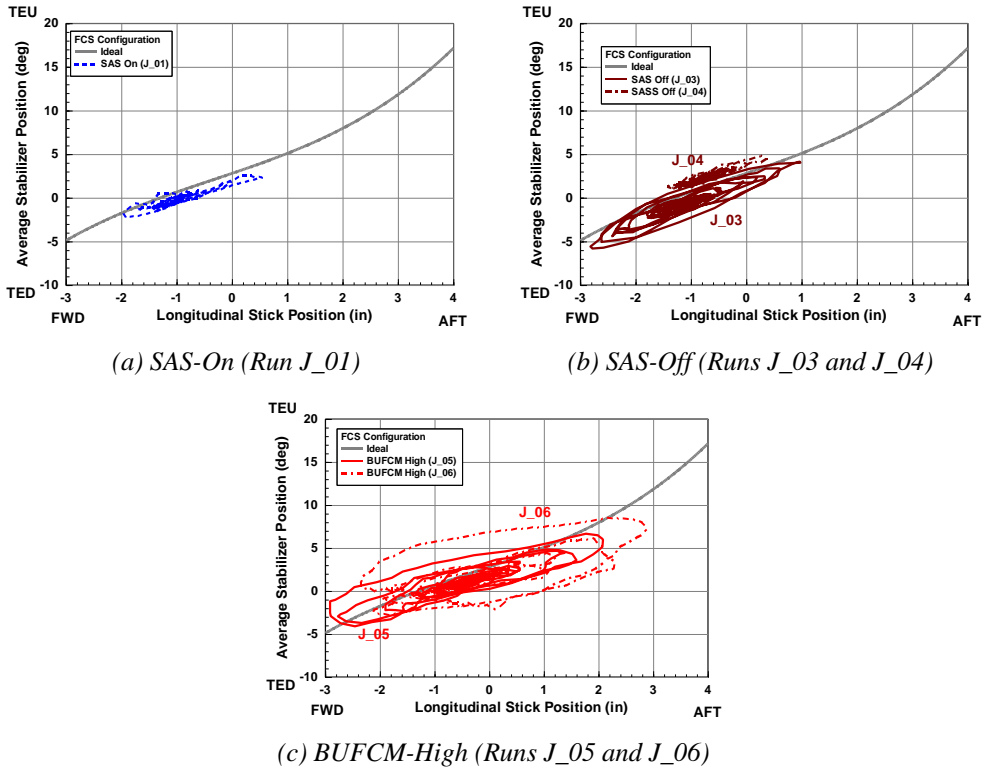 TEU
20
15
10
5
0
-5
-10
TED
Average Stabilizer Position (deg)
FCS Configuration
Ideal
SAS On (J_01)
-3 -2 -1 0 1 2 3 4
FWD
Longitudinal Stick Position (in)
AFT
(a) SAS-On (Run J_01)
TEU
20
15
10
5
0
-5
-10
TED
Average Stabilizer Position (deg)
FCS Configuration
Ideal
SAS Off (J_03)
SASS Off (J_04)
J_04
J_03
-3 -2 -1 0 1 2 3 4
FWD
Longitudinal Stick Position (in)
AFT
(b) SAS-Off (Runs J_03 and J_04)
TEU
20
15
10
5
0
-5
-10
TED
Average Stabilizer Position (deg)
FCS Configuration
Ideal
BUFCM High (J_05)
BUFCM High (J_06)
J_06
J_05
-3 -2 -1 0 1 2 3 4
FWD
Longitudinal Stick Position (in)
AFT
(c) BUFCM-High (Runs J_05 and J_06)